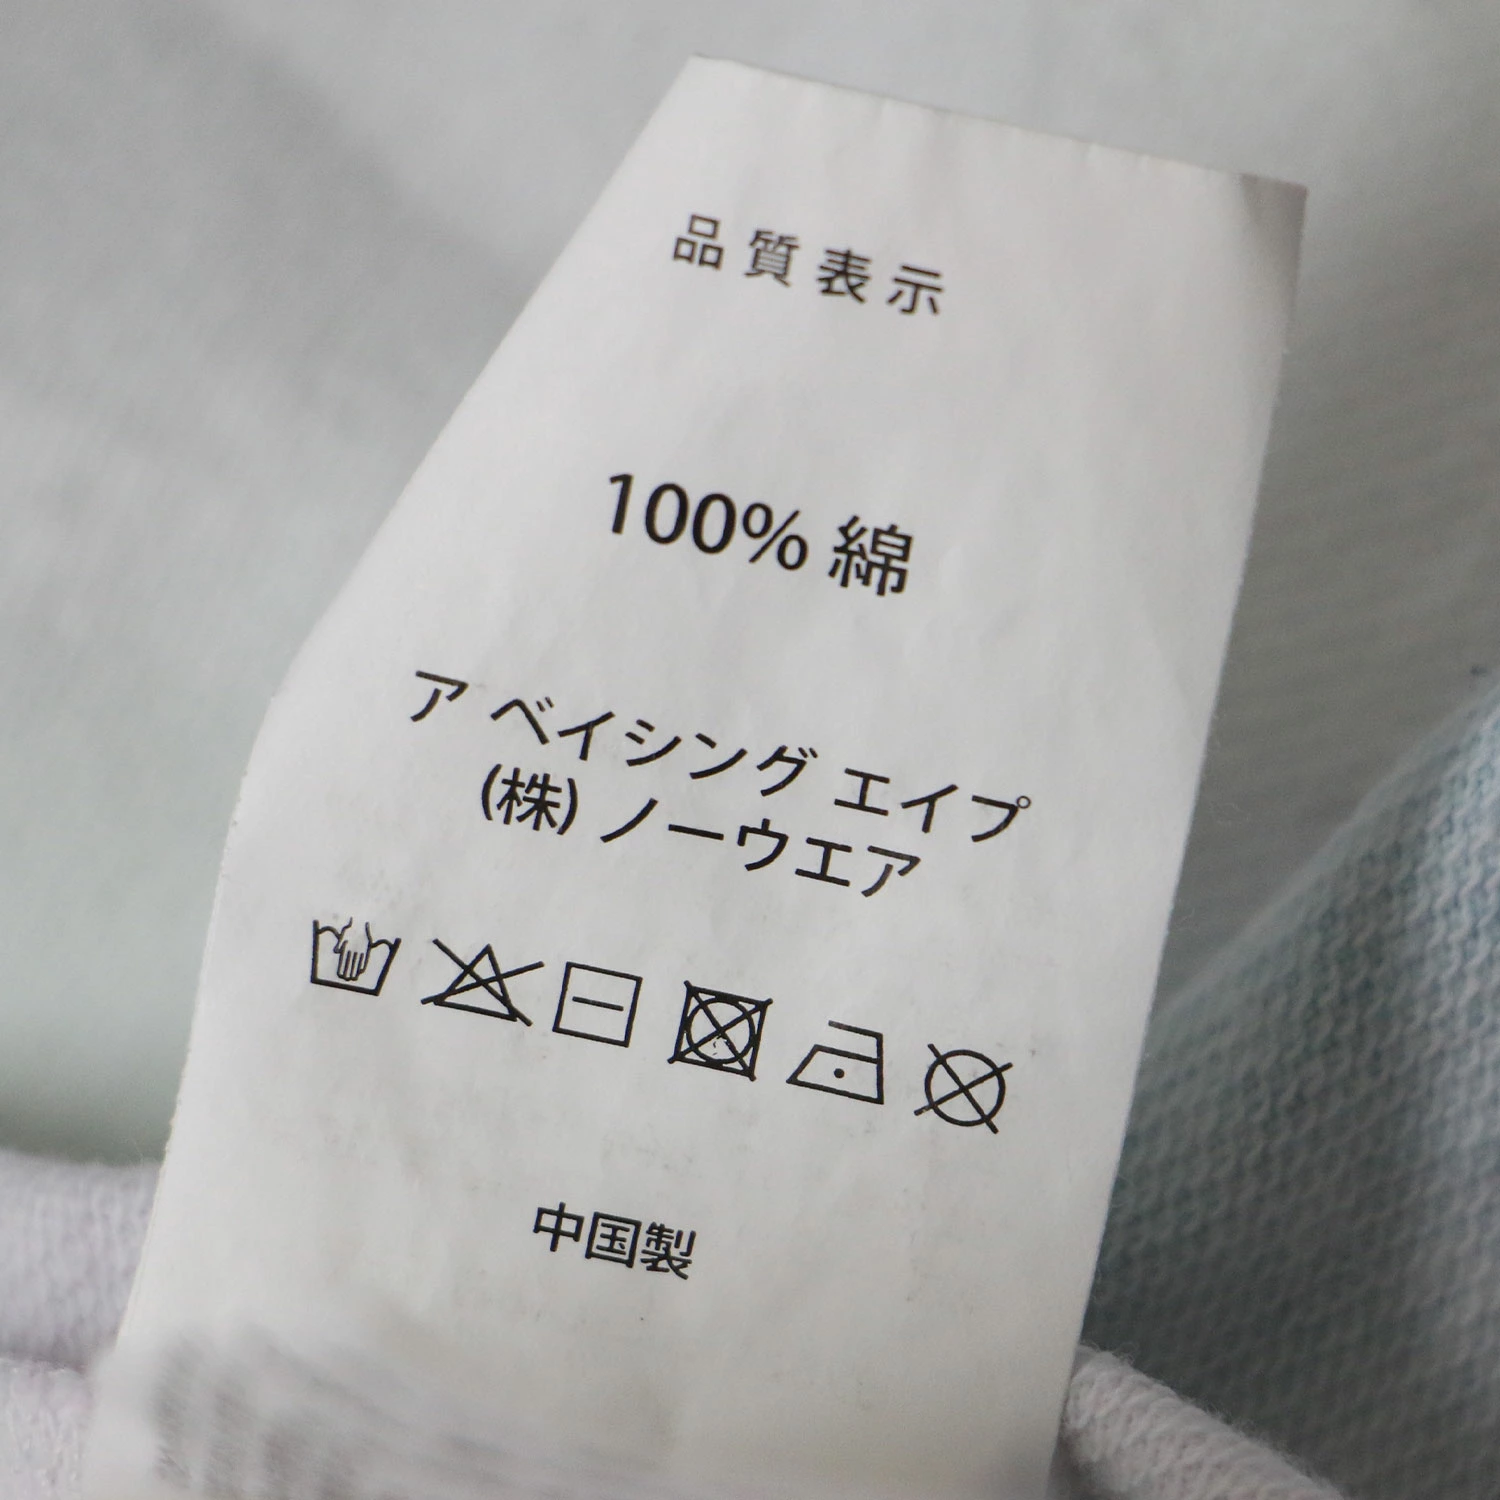 品質表示
100% 綿
ア ベイシング エイプ
(株) ノーウエア
中国製